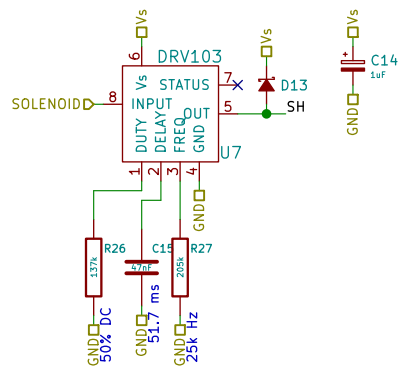 Vs
DRV103
Vs
C14
1uF
GND
6
Vs
STATUS
7
D13
SOLENOID
8
INPUT
OUT
5
SH
DUTY
DELAY
FREQ
GND
U7
1
2
3
4
GND
R26
137k
C15
47nF
R27
205k
GND
50% DC
GND
51.7 ms
GND
25k Hz
Vs